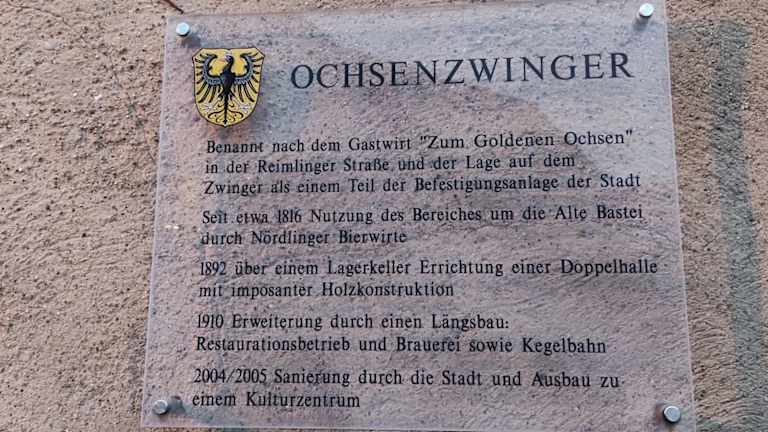 OCHSENZWINGER
Benannt nach dem Gastwirt "Zum Goldenen Ochsen"
in der Reimlinger Straße und der Lage auf dem
Zwinger als einem Teil der Befestigungsanlage der Stadt
Seit etwa 1816 Nutzung des Bereiches um die Alte Bastei
durch Nördlinger Bierwirte
1892 über einem Lagerkeller Errichtung einer Doppelhalle
mit imposanter Holzkonstruktion
1910 Erweiterung durch einen Längsbau:
Restaurationsbetrieb und Brauerei sowie Kegelbahn
2004/2005 Sanierung durch die Stadt und Ausbau zu
einem Kulturzentrum